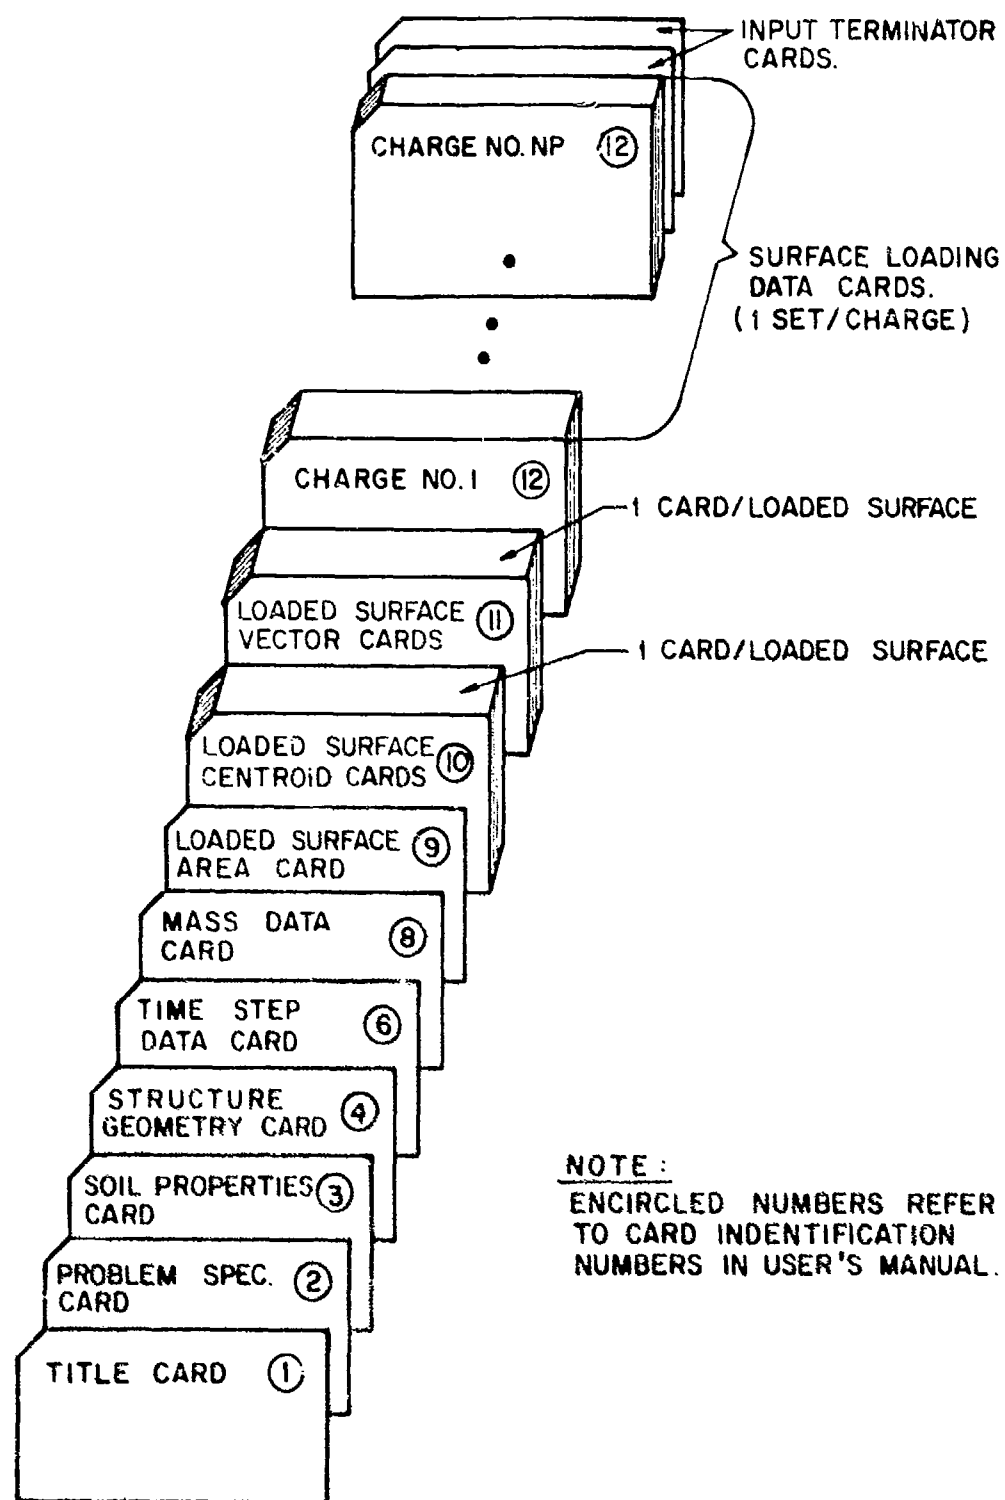 INPUT TERMINATOR
CARDS.
CHARGE NO. NP 12
SURFACE LOADING
DATA CARDS.
(1 SET/CHARGE)
CHARGE NO. 1 12
1 CARD/LOADED SURFACE
LOADED SURFACE
VECTOR CARDS 11
1 CARD/LOADED SURFACE
LOADED SURFACE
CENTROID CARDS 10
LOADED SURFACE 9
AREA CARD
MASS DATA 8
CARD
TIME STEP 6
DATA CARD
STRUCTURE 4
GEOMETRY CARD
SOIL PROPERTIES 3
CARD
NOTE:
ENCIRCLED NUMBERS REFER
TO CARD INDENTIFICATION
NUMBERS IN USER'S MANUAL.
PROBLEM SPEC. 2
CARD
TITLE CARD 1